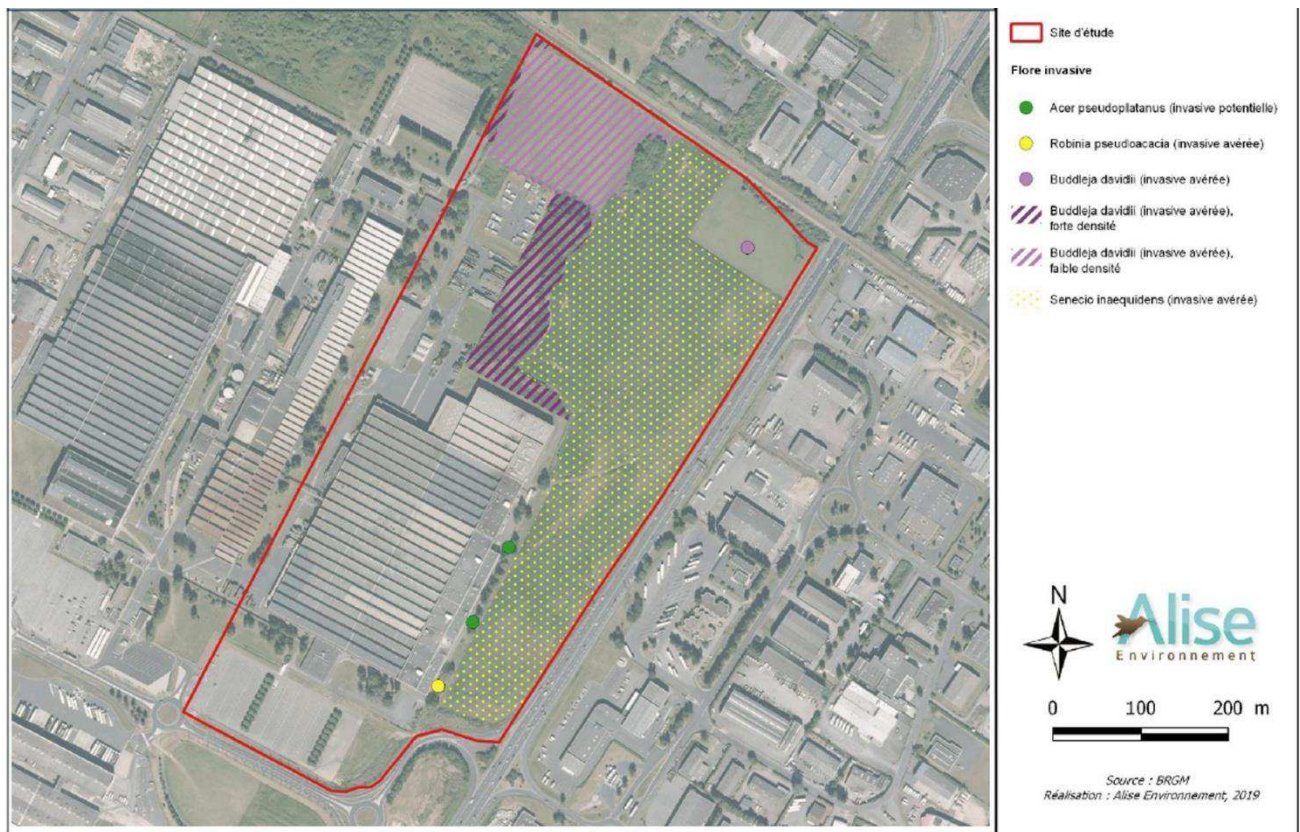 Site d'étude
Flore invasive
Acer pseudoplatanus (invasive potentielle)
Robinia pseudoacacia (invasive avérée)
Buddleja davidii (invasive avérée)
Buddleja davidii (invasive avérée),
forte densité
Buddleja davidii (invasive avérée),
faible densité
Senecio inaequidens (invasive avérée)
N
Alise
Environnement
0 100 200 m
Source : BRGM
Réalisation : Alise Environnement, 2019